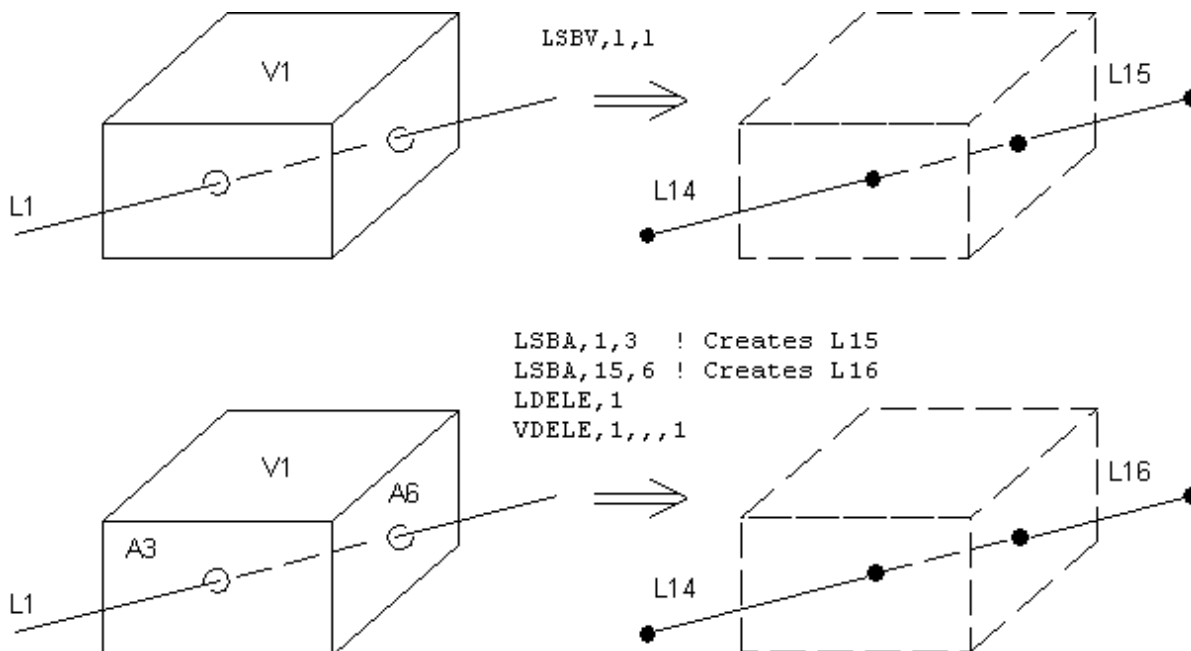 LSBV,1,1
V1
L15
L1
L14
LSBA,1,3 ! Creates L15
LSBA,15,6 ! Creates L16
LDELE,1
VDELE,1,,,1
V1
A6
L16
A3
L1
L14